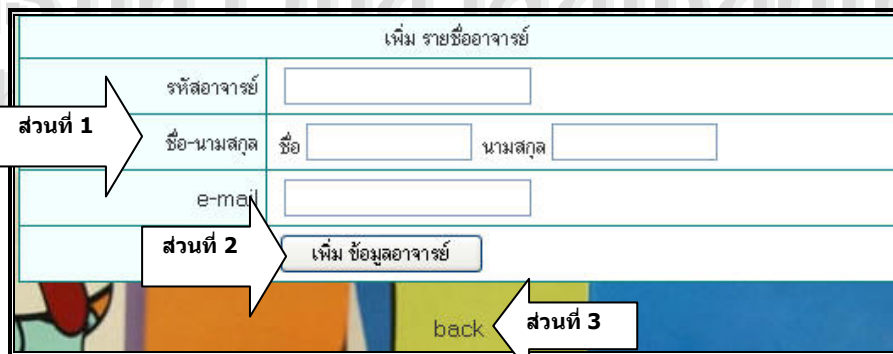 เพิ่ม รายชื่ออาจารย์
รหัสอาจารย์
ส่วนที่ 1
ชื่อ-นามสกุล ชื่อ นามสกุล
e-mail
ส่วนที่ 2 เพิ่ม ข้อมูลอาจารย์
back ส่วนที่ 3